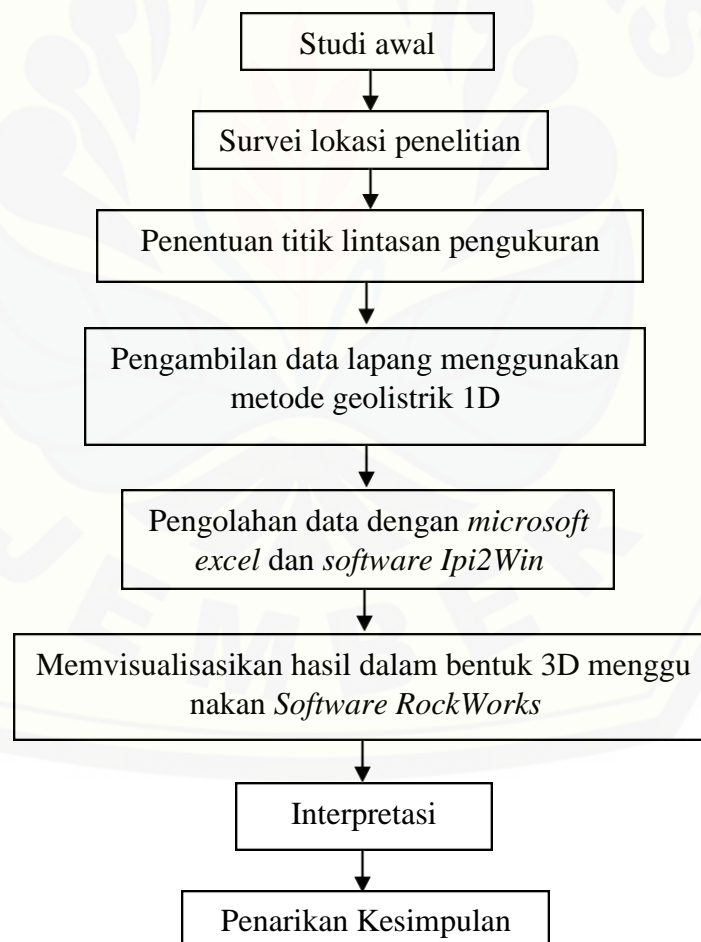 Studi awal
Survei lokasi penelitian
Penentuan titik lintasan pengukuran
Pengambilan data lapang menggunakan
metode geolistrik 1D
Pengolahan data dengan microsoft
excel dan software Ipi2Win
Memvisualisasikan hasil dalam bentuk 3D menggu
nakan Software RockWorks
Interpretasi
Penarikan Kesimpulan
JEMBER